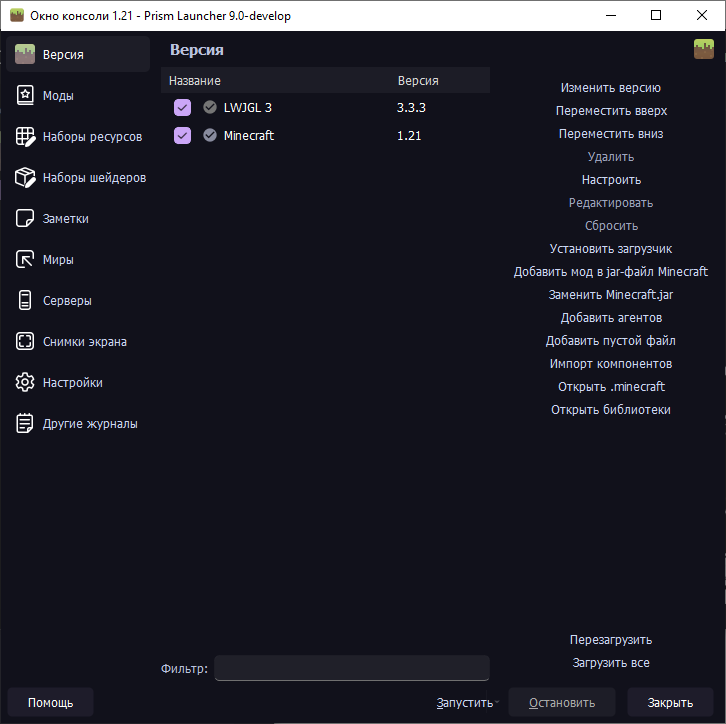 Окно консоли 1.21 - Prism Launcher 9.0-develop
Версия
Моды
Наборы ресурсов
Наборы шейдеров
Заметки
Миры
Серверы
Снимки экрана
Настройки
Другие журналы
Версия
Название Версия
LWJGL 3 3.3.3
Minecraft 1.21
Изменить версию
Переместить вверх
Переместить вниз
Удалить
Настроить
Редактировать
Сбросить
Установить загрузчик
Добавить мод в jar-файл Minecraft
Заменить Minecraft.jar
Добавить агентов
Добавить пустой файл
Импорт компонентов
Открыть .minecraft
Открыть библиотеки
Перезагрузить
Загрузить все
Фильтр:
Помощь
Запустить
Остановить
Закрыть